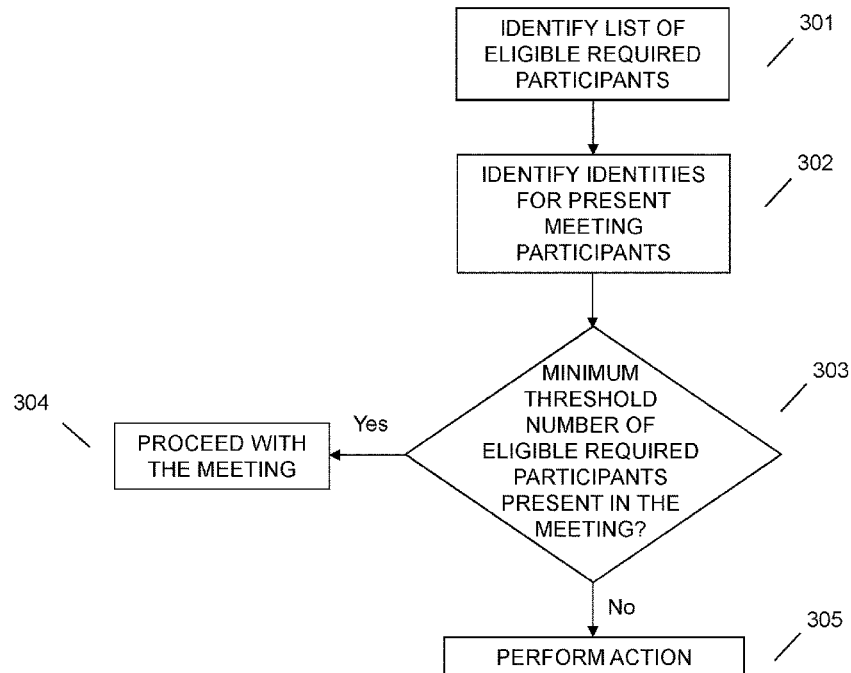 IDENTIFY LIST OF
ELIGIBLE REQUIRED
PARTICIPANTS
301
IDENTIFY IDENTITIES
FOR PRESENT
MEETING
PARTICIPANTS
302
MINIMUM
THRESHOLD
NUMBER OF
ELIGIBLE REQUIRED
PARTICIPANTS
PRESENT IN THE
MEETING?
303
304
Yes
PROCEED WITH
THE MEETING
No
305
PERFORM ACTION